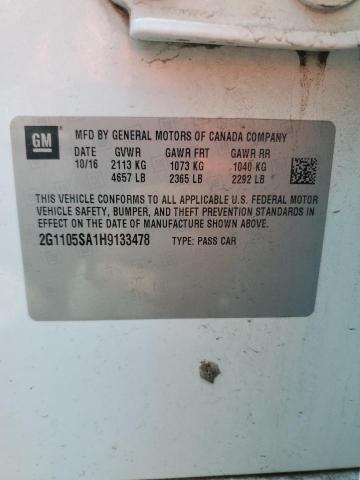 GM
MFD BY GENERAL MOTORS OF CANADA COMPANY
DATE GVWR GAWR FRT GAWR RR
10/16 2113 KG 1073 KG 1040 KG
4657 LB 2365 LB 2292 LB
THIS VEHICLE CONFORMS TO ALL APPLICABLE U.S. FEDERAL MOTOR
VEHICLE SAFETY, BUMPER, AND THEFT PREVENTION STANDARDS IN
EFFECT ON THE DATE OF MANUFACTURE SHOWN ABOVE.
2G1105SA1H9133478 TYPE: PASS CAR